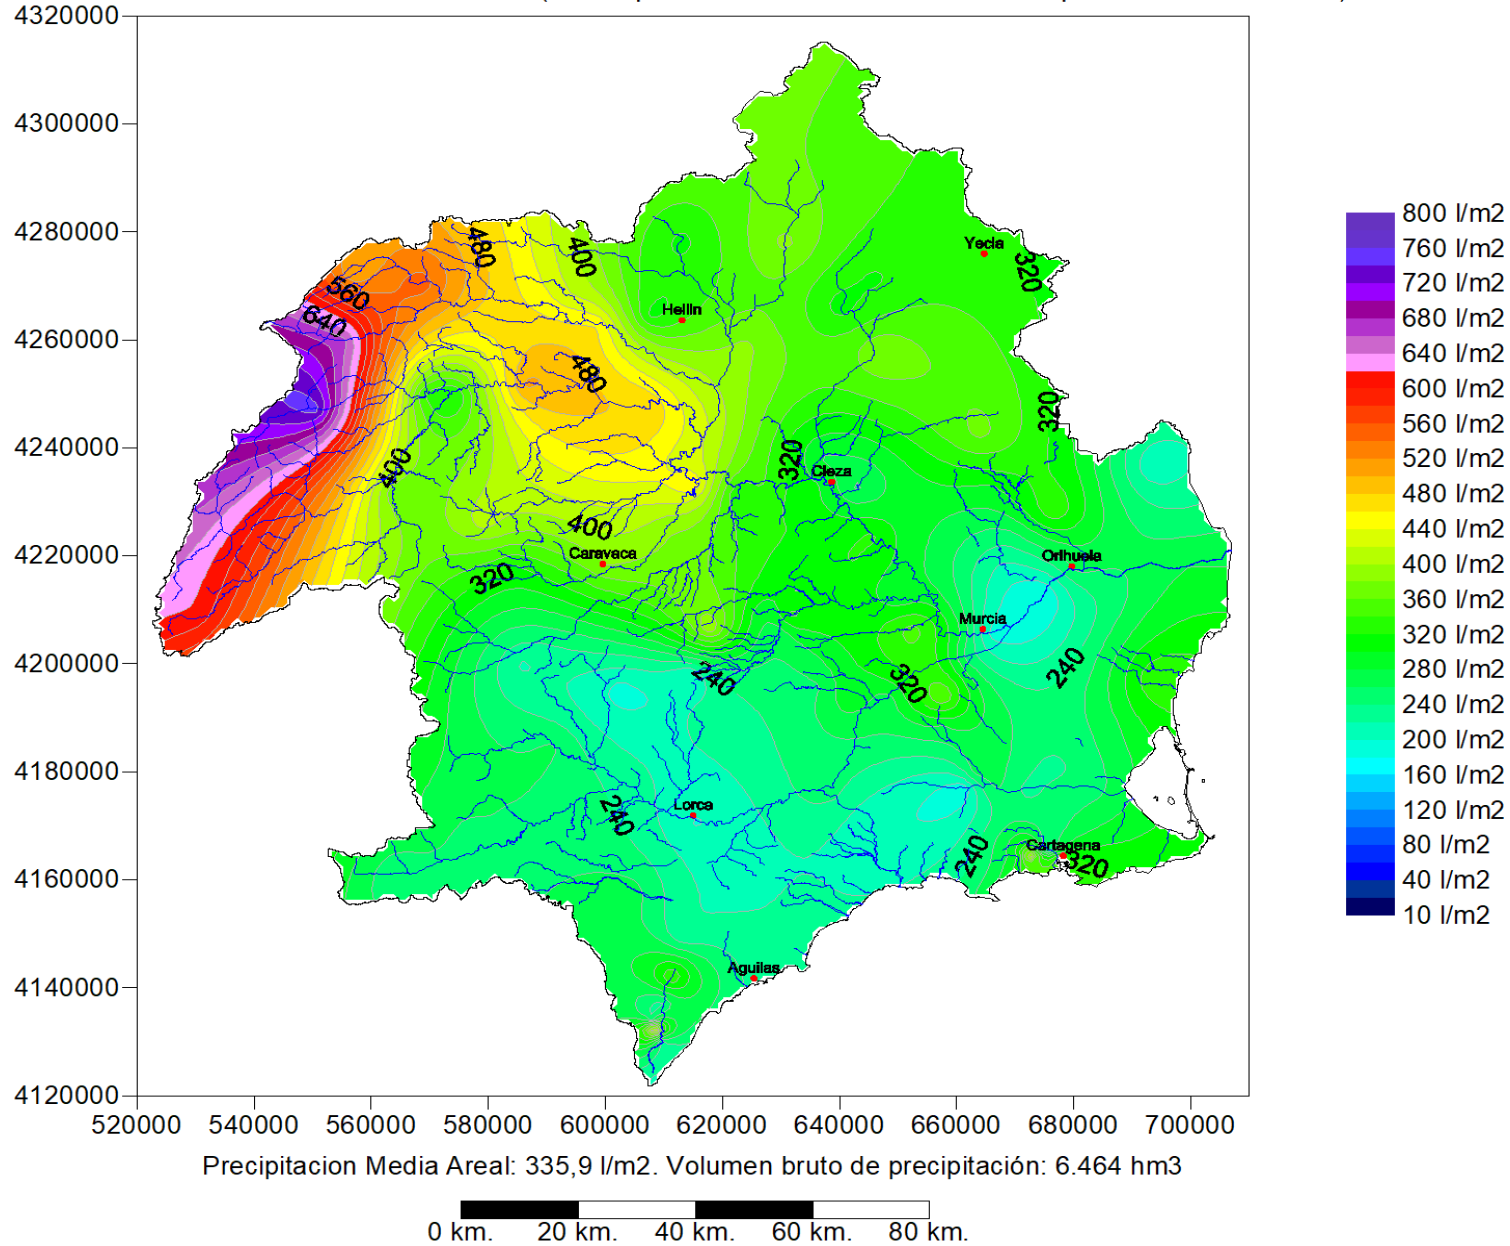 4320000
4300000
4280000
4260000
4240000
4220000
4200000
4180000
4160000
4140000
4120000
520000 540000 560000 580000 600000 620000 640000 660000 680000 700000
480
400
560
640
480
400
400
320
320
320
320
240
320
240
240
240
320
Yecla
Hellin
Cieza
Caravaca
Orihuela
Murcia
Lorca
Cartagena
Aguilas
800 l/m2
760 l/m2
720 l/m2
680 l/m2
640 l/m2
600 l/m2
560 l/m2
520 l/m2
480 l/m2
440 l/m2
400 l/m2
360 l/m2
320 l/m2
280 l/m2
240 l/m2
200 l/m2
160 l/m2
120 l/m2
80 l/m2
40 l/m2
10 l/m2
Precipitacion Media Areal: 335,9 l/m2. Volumen bruto de precipitación: 6.464 hm3
0 km. 20 km. 40 km. 60 km. 80 km.